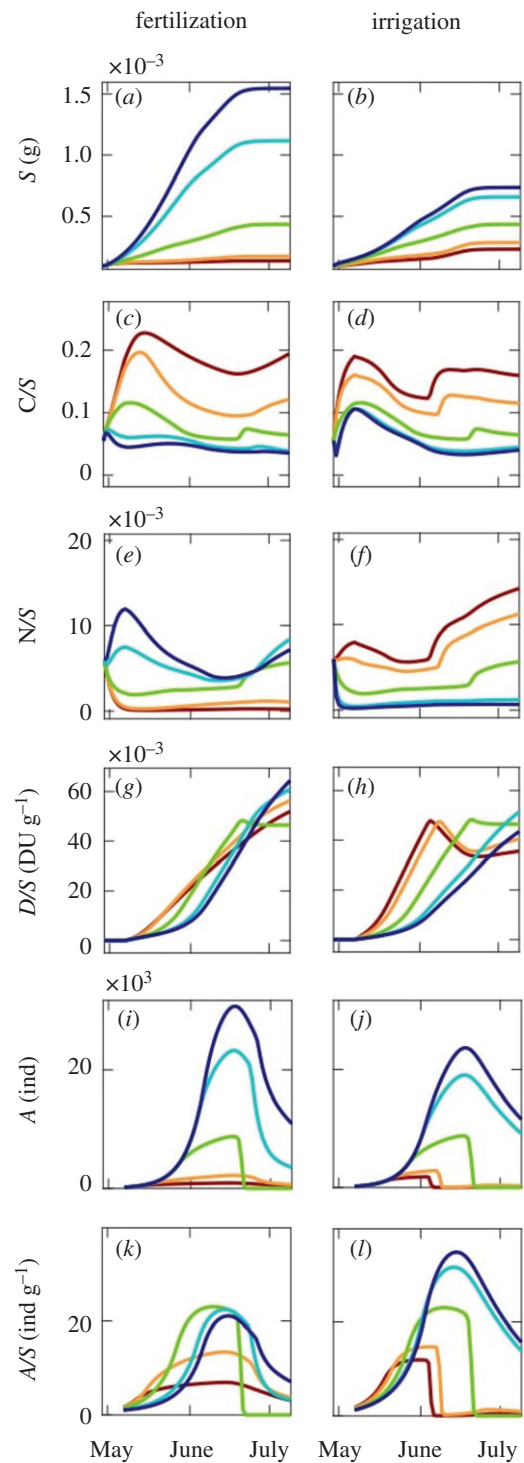 fertilization irrigation
×10⁻³
(a) (b)
1.5
1.0
0.5
S (g)
(c) (d)
0.2
0.1
0
C/S
×10⁻³
20
(e) (f)
10
0
N/S
×10⁻³
60
(g) (h)
40
20
0
D/S (DU g⁻¹)
×10³
(i) (j)
20
0
A (ind)
(k) (l)
20
0
A/S (ind g⁻¹)
May June July May June July